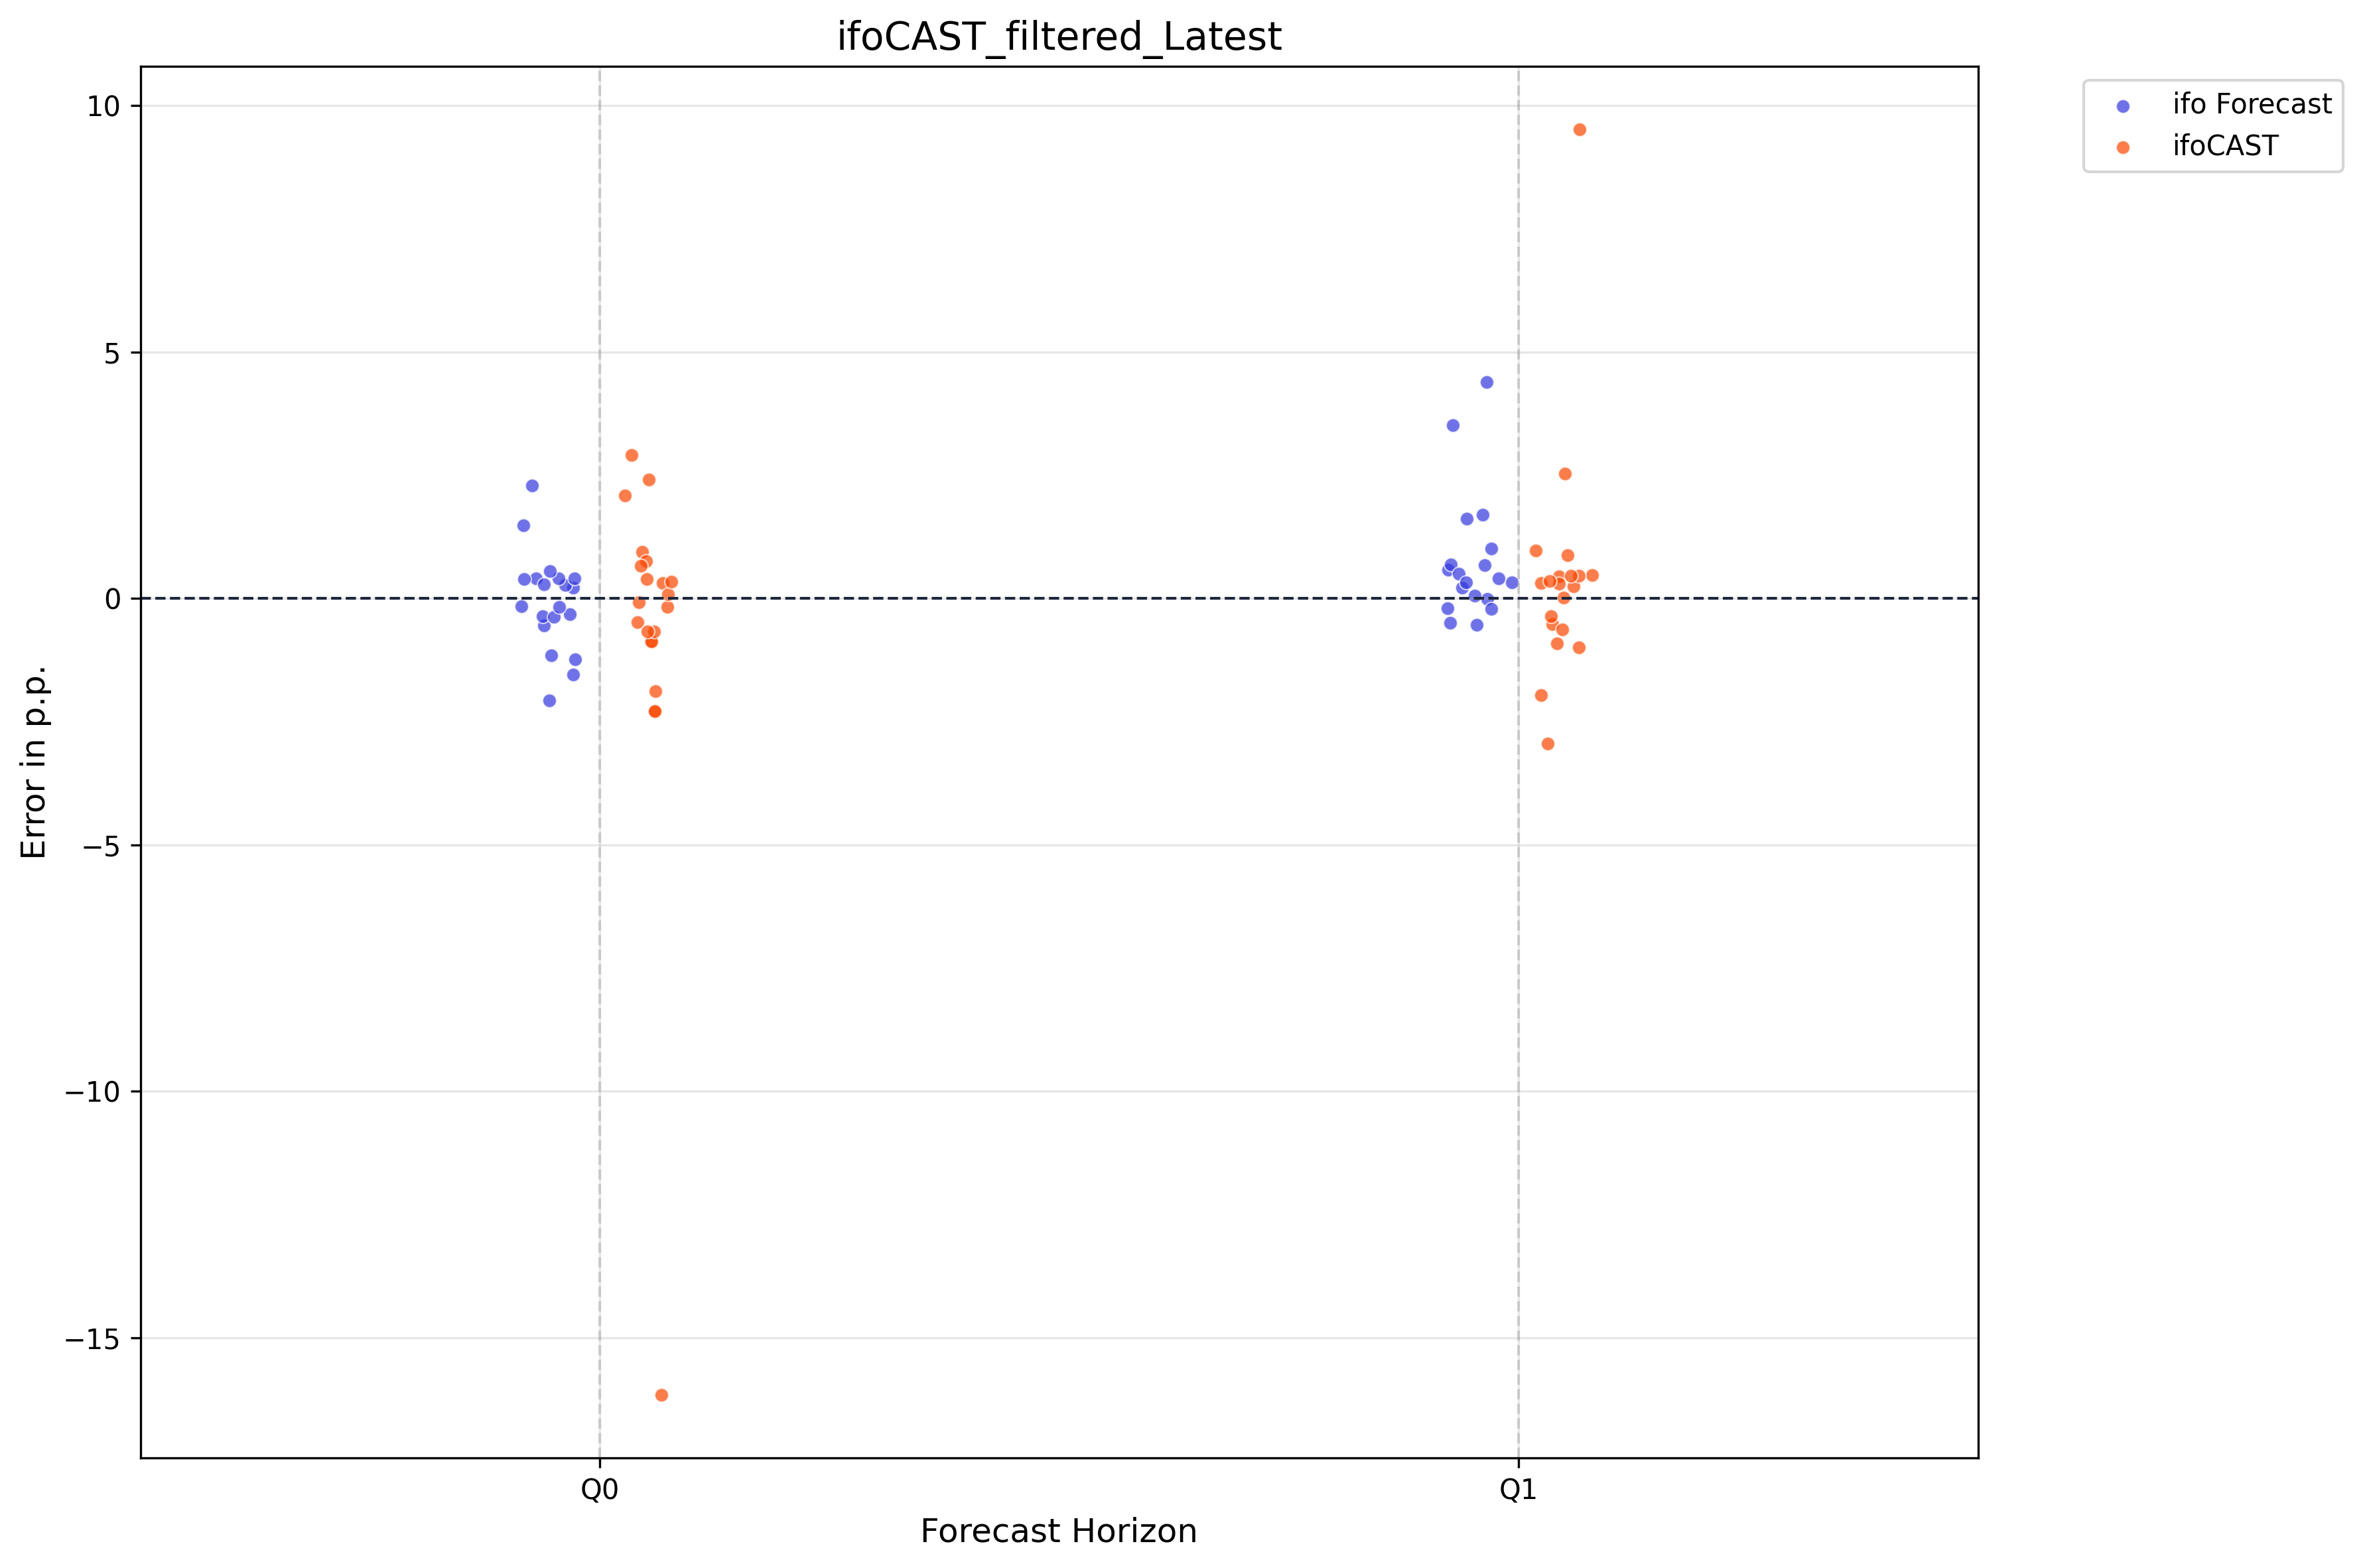 ifoCAST_filtered_Latest
10
5
0
−5
−10
−15
Error in p.p.
Q0
Q1
Forecast Horizon
ifo Forecast
ifoCAST